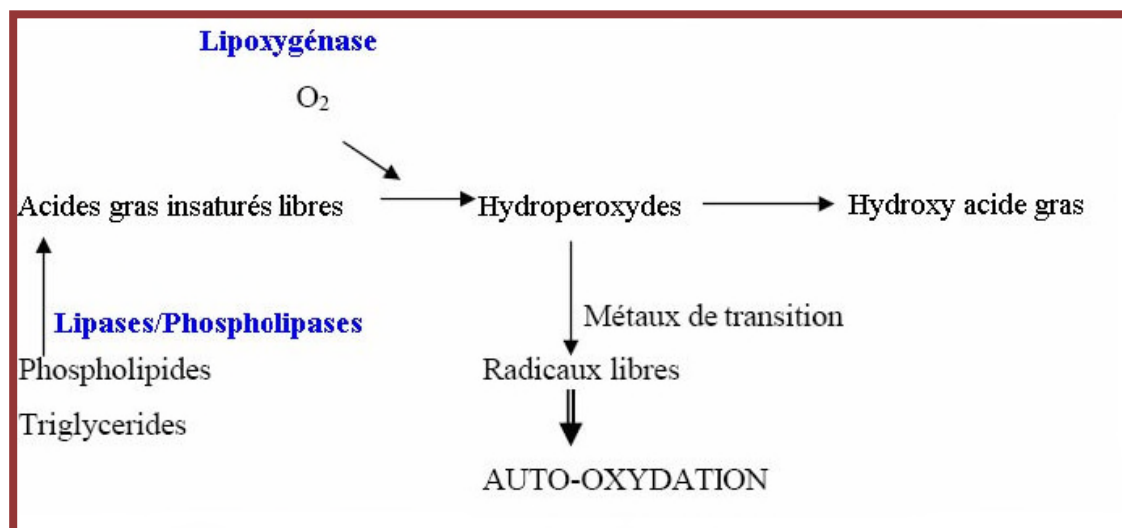 Lipoxygénase
O₂
Acides gras insaturés libres
Hydroperoxydes
Hydroxy acide gras
Lipases/Phospholipases
Métaux de transition
Phospholipides
Radicaux libres
Triglycerides
AUTO-OXYDATION